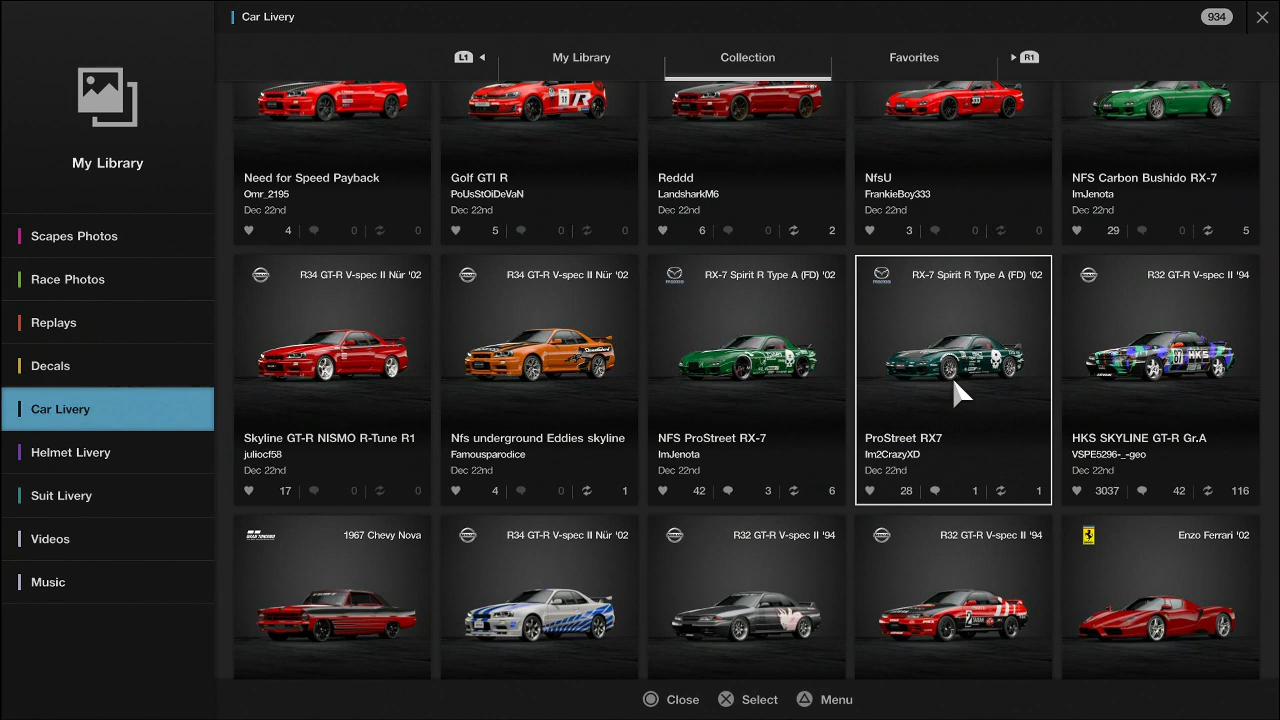 Car Livery
934
L1
My Library
Collection
Favorites
R1
My Library
Scapes Photos
Race Photos
Replays
Decals
Car Livery
Helmet Livery
Suit Livery
Videos
Music
Need for Speed Payback
Omr_2195
Dec 22nd
4 0 0
Golf GTI R
PoUsStOiDeVaN
Dec 22nd
5 0 0
Reddd
LandsharkM6
Dec 22nd
6 0 2
NfsU
FrankieBoy333
Dec 22nd
3 0 0
NFS Carbon Bushido RX-7
ImJenota
Dec 22nd
29 0 5
R34 GT-R V-spec II Nür '02
Skyline GT-R NISMO R-Tune R1
juliocf58
Dec 22nd
17 0 0
R34 GT-R V-spec II Nür '02
Nfs underground Eddies skyline
Famousparodice
Dec 22nd
4 0 1
RX-7 Spirit R Type A (FD) '02
NFS ProStreet RX-7
ImJenota
Dec 22nd
42 3 6
RX-7 Spirit R Type A (FD) '02
ProStreet RX7
Im2CrazyXD
Dec 22nd
28 1 1
R32 GT-R V-spec II '94
HKS
HKS SKYLINE GT-R Gr.A
VSPE5296-_-geo
Dec 22nd
3037 42 116
1967 Chevy Nova
R34 GT-R V-spec II Nür '02
R32 GT-R V-spec II '94
R32 GT-R V-spec II '94
Enzo Ferrari '02
Close
Select
Menu